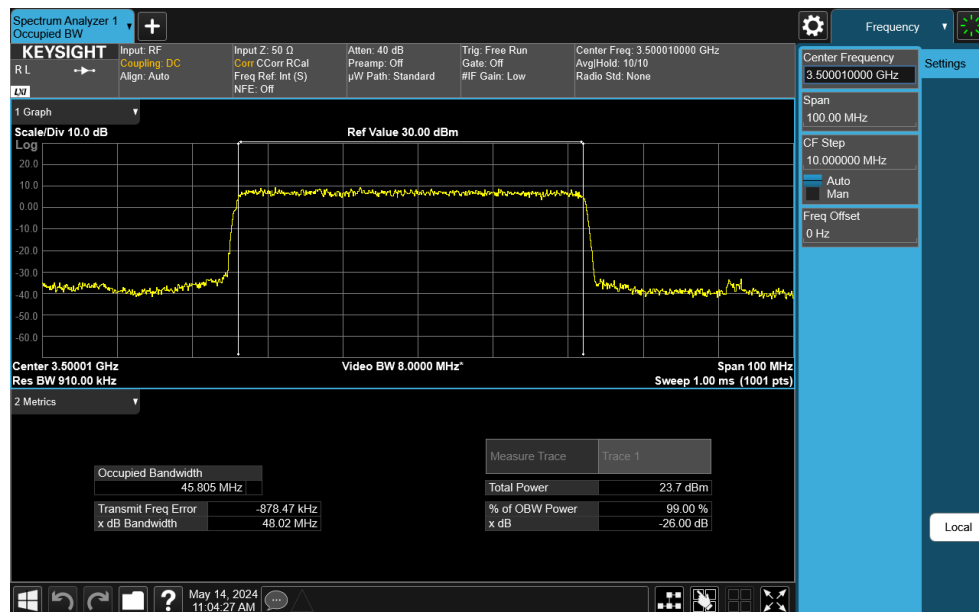 Spectrum Analyzer 1
Occupied BW
+
Frequency
KEYSIGHT
R L
LXI
Input: RF
Coupling: DC
Align: Auto
Input Z: 50 Ω
Corr CCorr RCal
Freq Ref: Int (S)
NFE: Off
Atten: 40 dB
Preamp: Off
µW Path: Standard
Trig: Free Run
Gate: Off
#IF Gain: Low
Center Freq: 3.500010000 GHz
Avg|Hold: 10/10
Radio Std: None
Center Frequency
3.500010000 GHz
Settings
Span
100.00 MHz
CF Step
10.000000 MHz
Auto
Man
Freq Offset
0 Hz
Local
1 Graph
Scale/Div 10.0 dB
Ref Value 30.00 dBm
Log
20.0
10.0
0.00
-10.0
-20.0
-30.0
-40.0
-50.0
-60.0
Center 3.50001 GHz
Video BW 8.0000 MHz*
Span 100 MHz
Res BW 910.00 kHz
Sweep 1.00 ms (1001 pts)
2 Metrics
Measure Trace
Trace 1
Occupied Bandwidth
45.805 MHz
Total Power
23.7 dBm
Transmit Freq Error
-878.47 kHz
% of OBW Power
99.00 %
x dB Bandwidth
48.02 MHz
x dB
-26.00 dB
?
May 14, 2024
11:04:27 AM